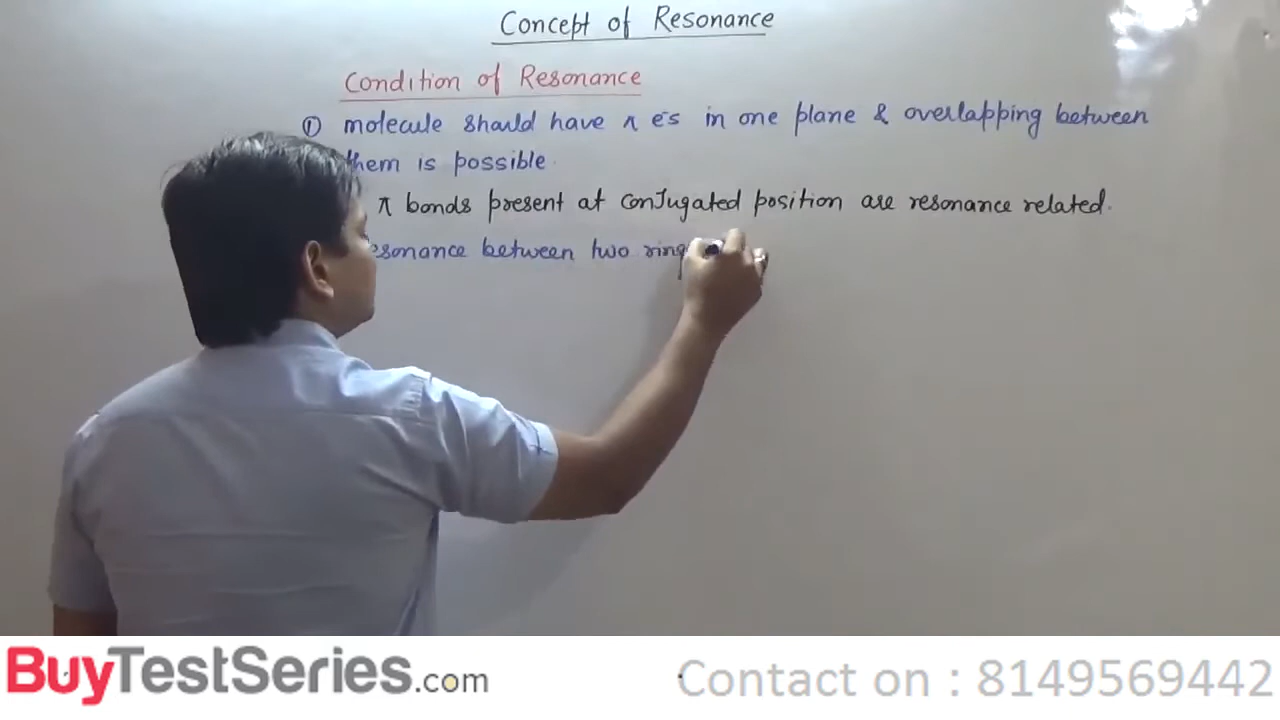 Concept of Resonance
Condition of Resonance
① molecule should have π e⁻s in one plane & overlapping between
them is possible.
π bonds present at conjugated position are resonance related.
esonance between two ring
BuyTestSeries.com
Contact on : 8149569442